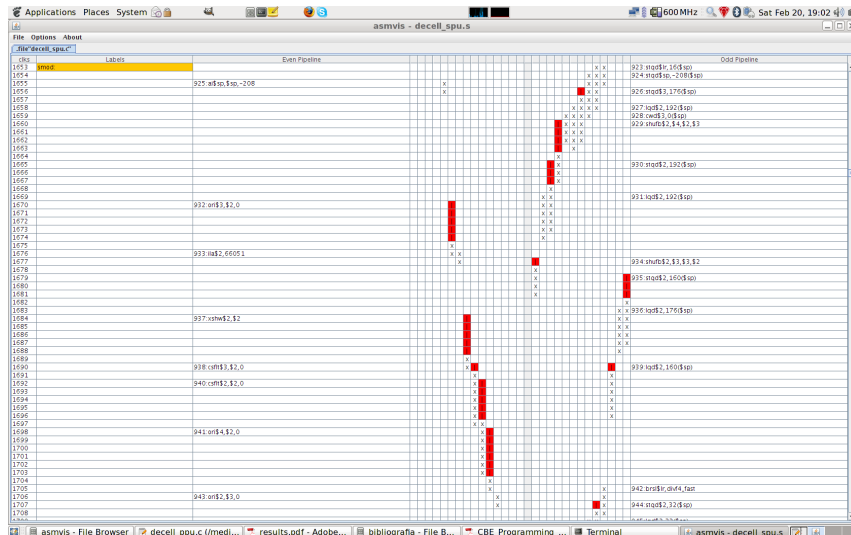 Applications Places System 600 MHz Sat Feb 20, 19:02
asmvis - decell_spu.s
File Options About
.file"decell_spu.c"
clks Labels Even Pipeline Odd Pipeline
1653 smod: 923:stqd$lr,16($sp)
1654 924:stqd$sp,-208($sp)
1655 925:ai$sp,$sp,-208
1656 926:stqd$3,176($sp)
1657
1658 927:lqd$2,192($sp)
1659 928:cwd$3,0($sp)
1660 929:shufb$2,$4,$2,$3
1661
1662
1663
1664
1665 930:stqd$2,192($sp)
1666
1667
1668
1669 931:lqd$2,192($sp)
1670 932:ori$3,$2,0
1671
1672
1673
1674
1675
1676 933:ila$2,66051
1677 934:shufb$2,$3,$3,$2
1678
1679 935:stqd$2,160($sp)
1680
1681
1682
1683 936:lqd$2,176($sp)
1684 937:xshw$2,$2
1685
1686
1687
1688
1689
1690 938:csflt$3,$2,0 939:lqd$2,160($sp)
1691
1692 940:csflt$2,$2,0
1693
1694
1695
1696
1697
1698 941:ori$4,$2,0
1699
1700
1701
1702
1703
1704
1705 942:brsl$lr,divf4_fast
1706 943:ori$2,$3,0
1707 944:stqd$2,32($sp)
1708
asmvis - File Browser decell_ppu.c (/medi... results.pdf - Adobe... bibliografia - File B... CBE_Programming_... Terminal asmvis - decell_spu.s